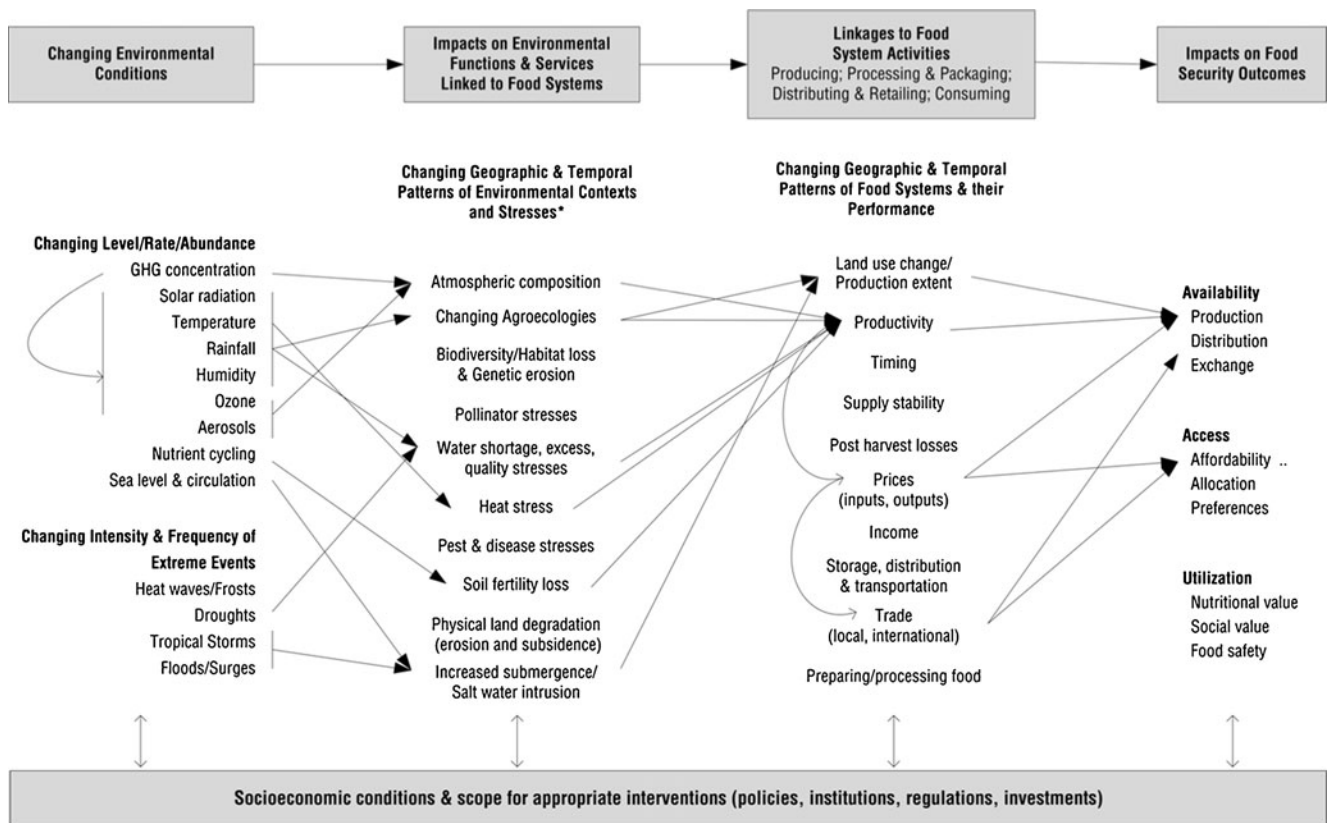 Changing Environmental
Conditions
Impacts on Environmental
Functions & Services
Linked to Food Systems
Linkages to Food
System Activities
Producing; Processing & Packaging;
Distributing & Retailing; Consuming
Impacts on Food
Security Outcomes
Changing Level/Rate/Abundance
GHG concentration
Solar radiation
Temperature
Rainfall
Humidity
Ozone
Aerosols
Nutrient cycling
Sea level & circulation
Changing Intensity & Frequency of
Extreme Events
Heat waves/Frosts
Droughts
Tropical Storms
Floods/Surges
Changing Geographic & Temporal
Patterns of Environmental Contexts
and Stresses*
Atmospheric composition
Changing Agroecologies
Biodiversity/Habitat loss
& Genetic erosion
Pollinator stresses
Water shortage, excess,
quality stresses
Heat stress
Pest & disease stresses
Soil fertility loss
Physical land degradation
(erosion and subsidence)
Increased submergence/
Salt water intrusion
Changing Geographic & Temporal
Patterns of Food Systems & their
Performance
Land use change/
Production extent
Productivity
Timing
Supply stability
Post harvest losses
Prices
(inputs, outputs)
Income
Storage, distribution
& transportation
Trade
(local, international)
Preparing/processing food
Availability
Production
Distribution
Exchange
Access
Affordability ..
Allocation
Preferences
Utilization
Nutritional value
Social value
Food safety
Socioeconomic conditions & scope for appropriate interventions (policies, institutions, regulations, investments)